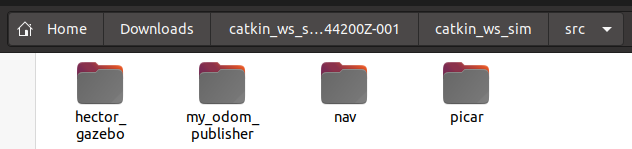 Home Downloads catkin_ws_s...44200Z-001 catkin_ws_sim src
hector_ my_odom_ nav picar
gazebo publisher